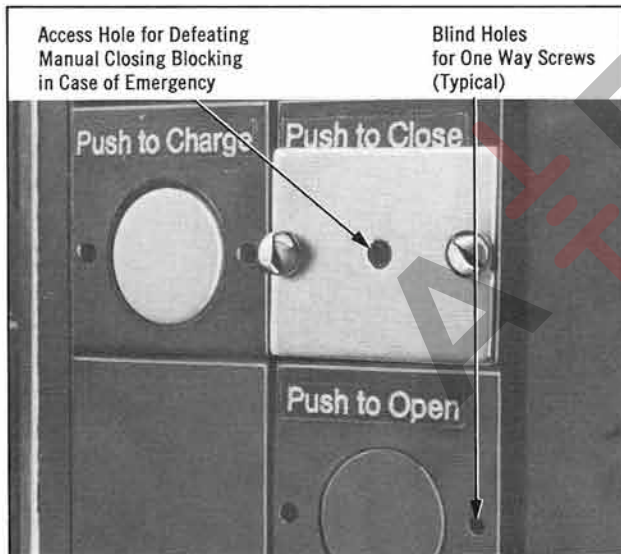 Access Hole for Defeating
Manual Closing Blocking
in Case of Emergency
Blind Holes
for One Way Screws
(Typical)
Push to Charge
Push to Close
Push to Open